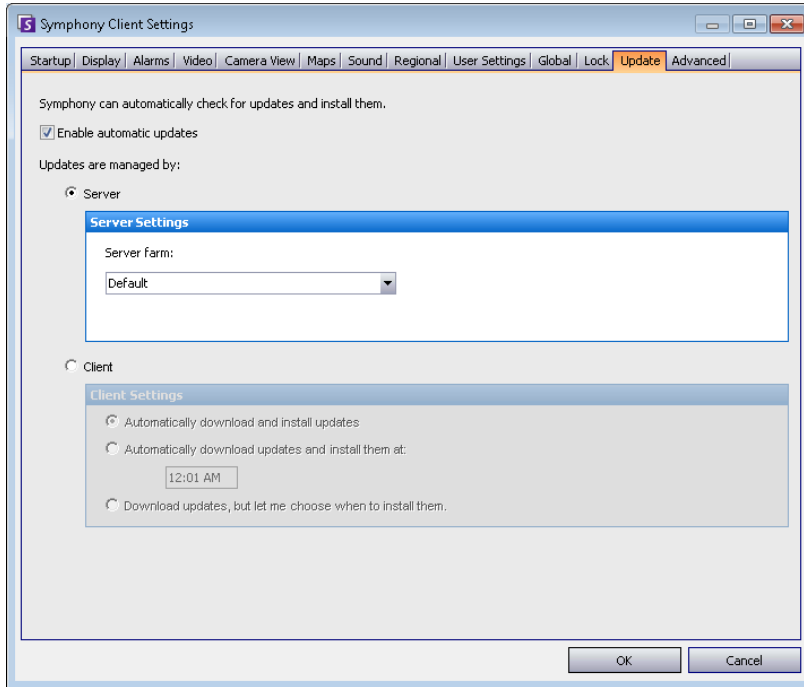 Symphony Client Settings
Startup Display Alarms Video Camera View Maps Sound Regional User Settings Global Lock Update Advanced
Symphony can automatically check for updates and install them.
Enable automatic updates
Updates are managed by:
Server
Server Settings
Server farm:
Default
Client
Client Settings
Automatically download and install updates
Automatically download updates and install them at:
12:01 AM
Download updates, but let me choose when to install them.
OK Cancel